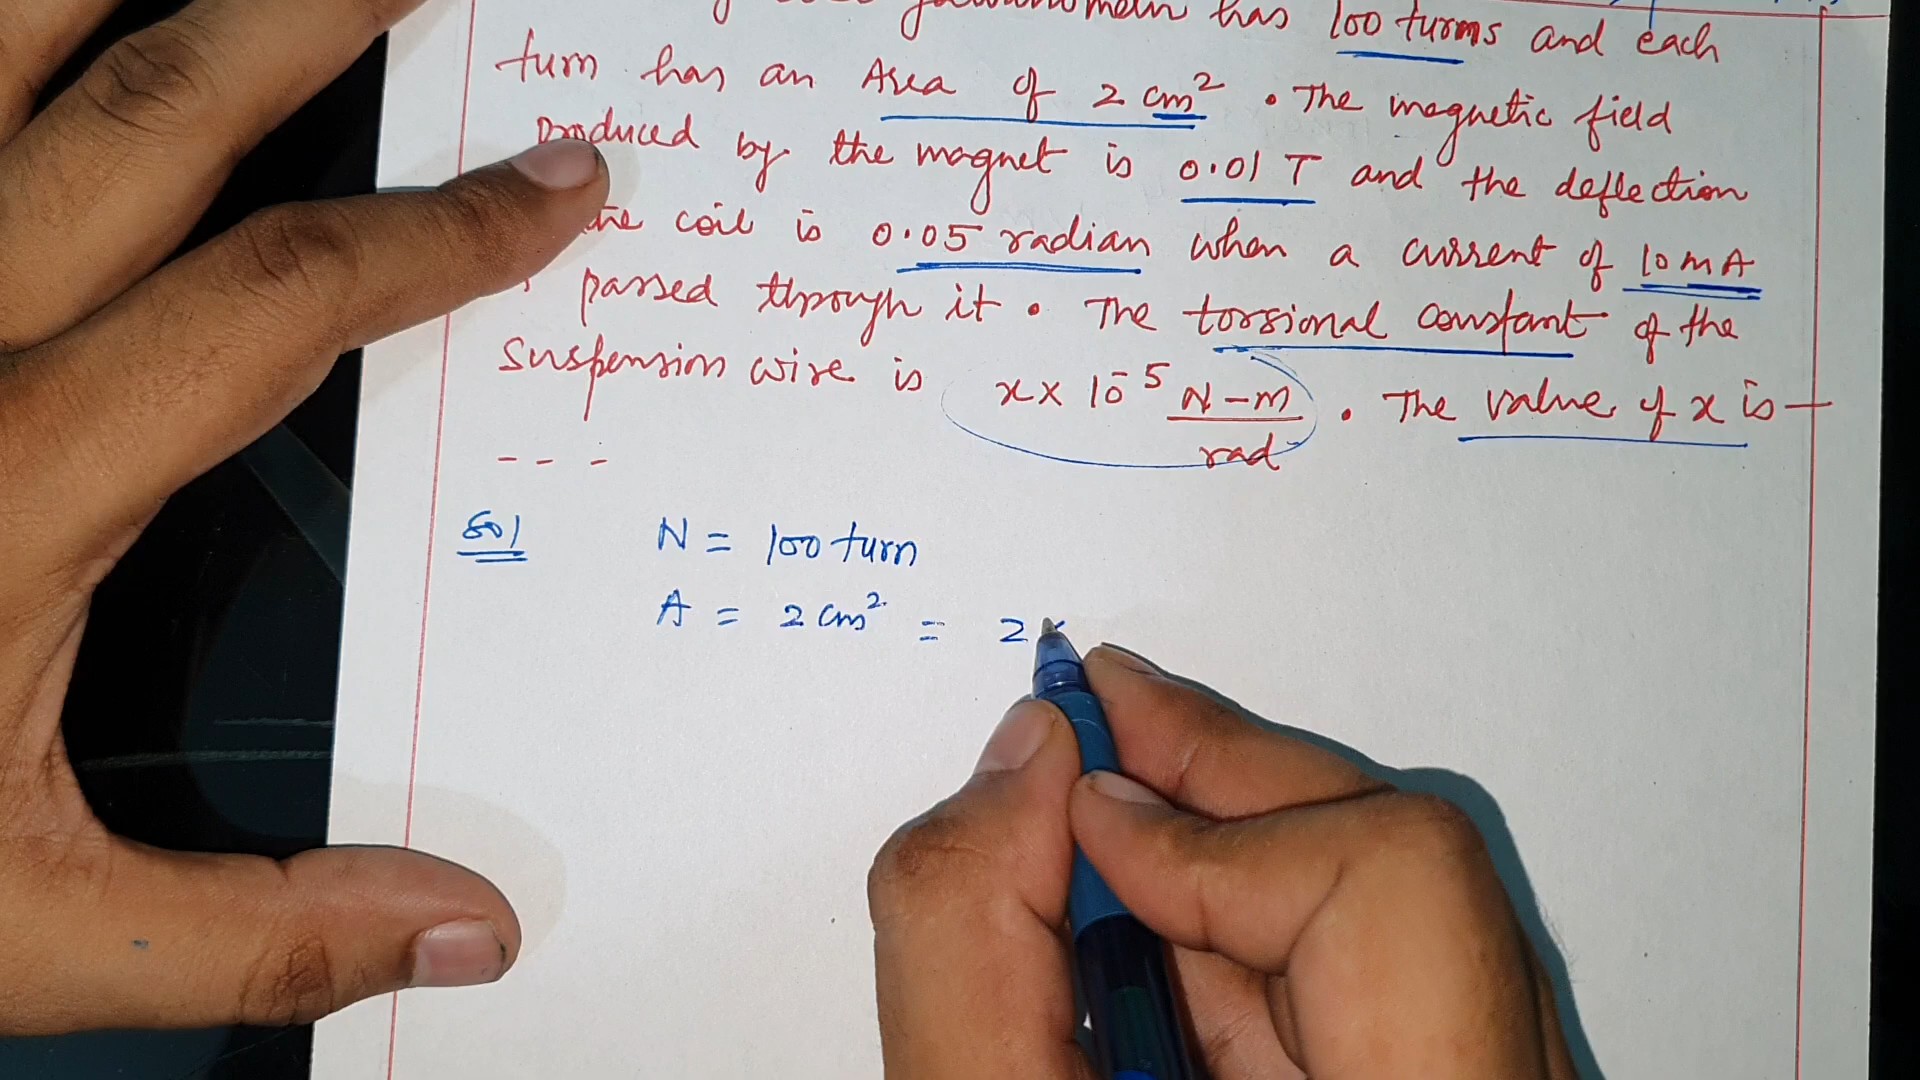 has 100 turns and each
turn has an Area of 2 cm² . The magnetic field
produced by the magnet is 0.01 T and the deflection
coil is 0.05 radian when a current of 10 mA
passed through it . The torsional constant of the
suspension wire is x × 10⁻⁵ N-m/rad . The value of x is —
- - -
Sol N = 100 turn
A = 2 cm² = 2